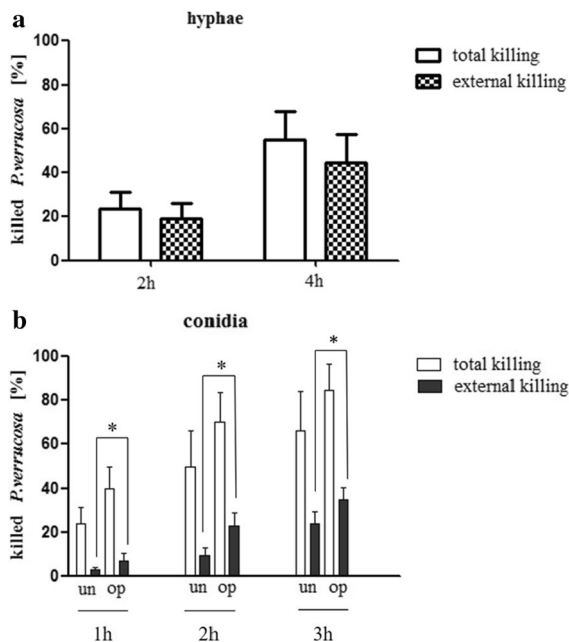 a
hyphae
killed P.verrucosa [%]
100
80
60
40
20
0
2h
4h
total killing
external killing
b
conidia
killed P.verrucosa [%]
100
80
60
40
20
0
*
*
*
un op
un op
un op
1h
2h
3h
total killing
external killing